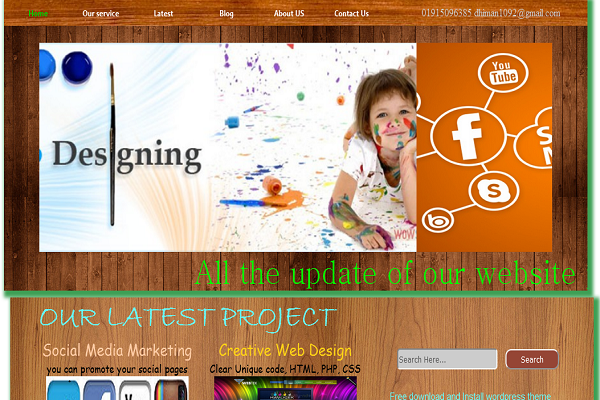 Home Our service Latest Blog About US Contact Us 01915096385 dhiman1092@gmail.com
You
Tube
Designing
f
S
b
wow
All the update of our website
OUR LATEST PROJECT
Social Media Marketing Creative Web Design
you can promote your social pages Clear Unique code, HTML, PHP, CSS
Search Here... Search
Free download and Install wordpress theme